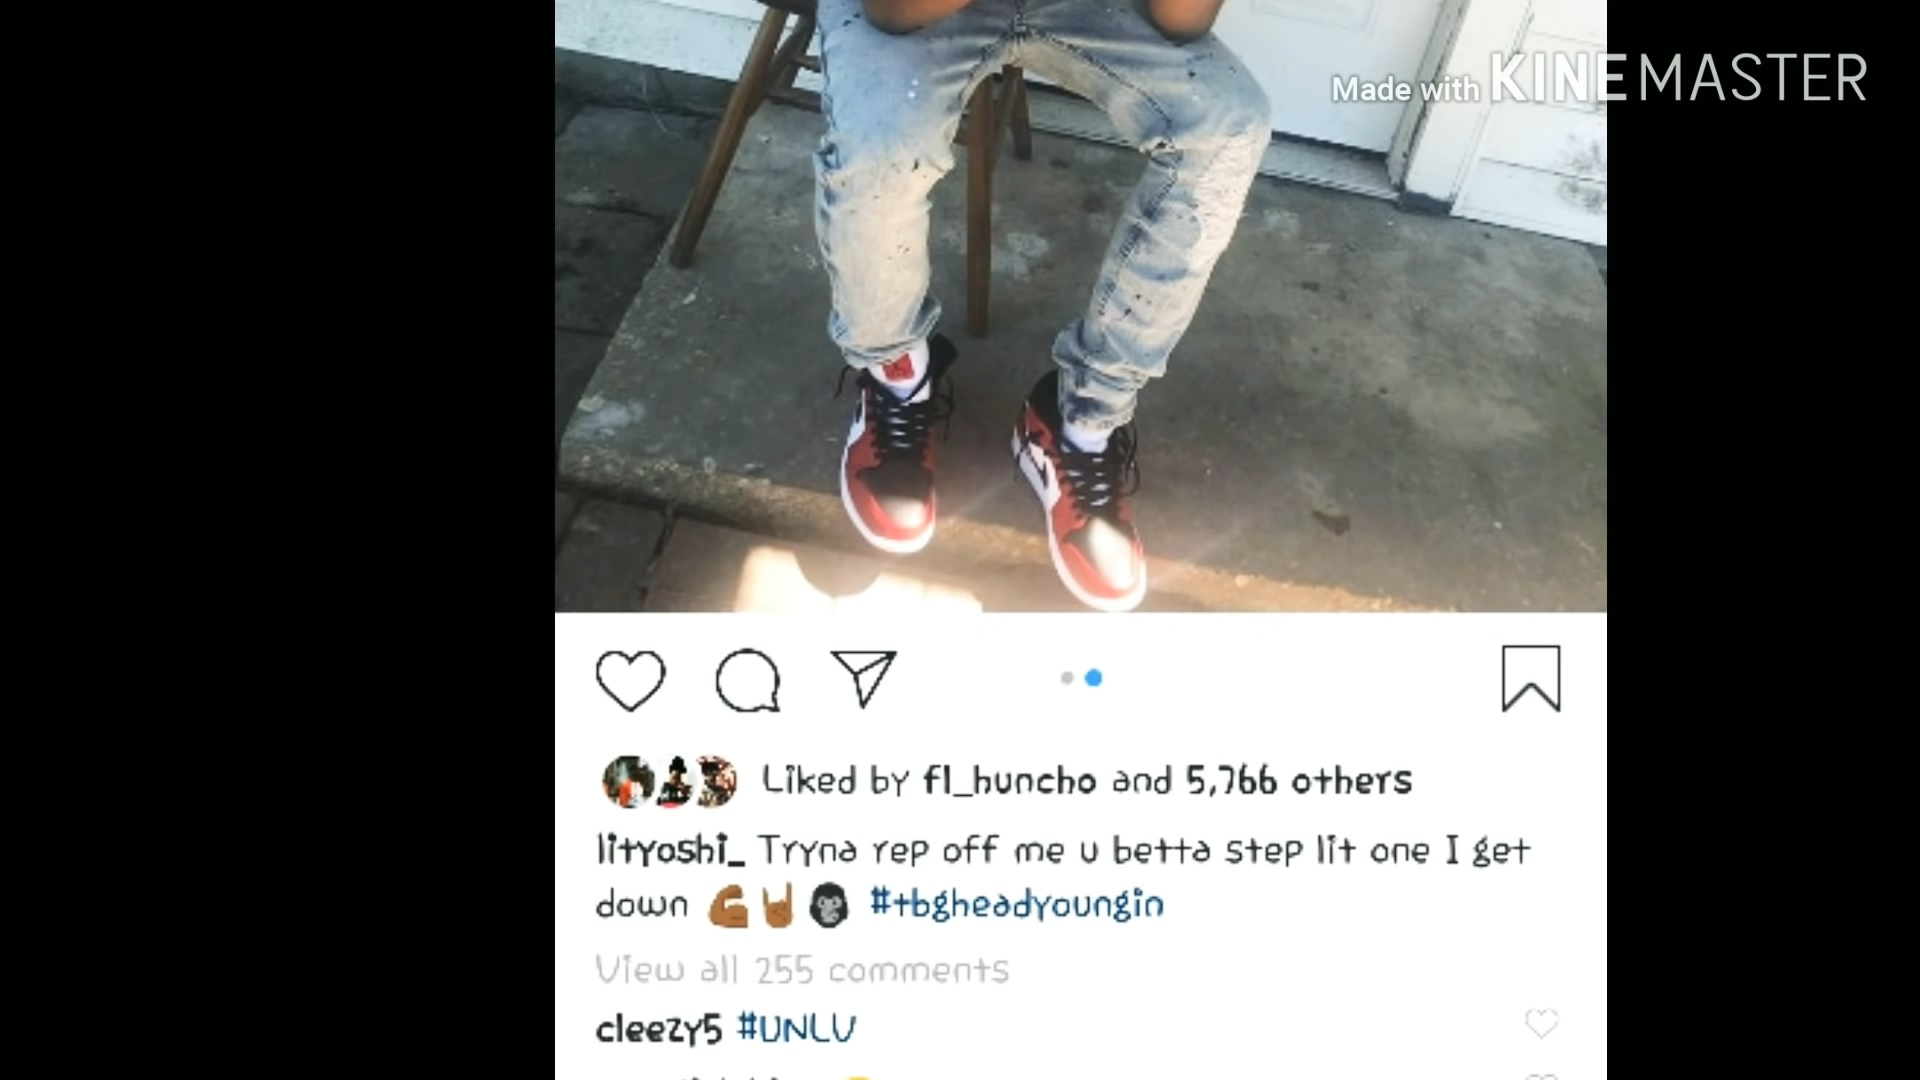 Made with KINEMASTER
Liked by fl_huncho and 5,766 others
lityoshi_ Tryna rep off me u betta step lit one I get
down 💪🏾🤘🏾🦍 #tbgheadyoungin
View all 255 comments
cleezy5 #UNLV